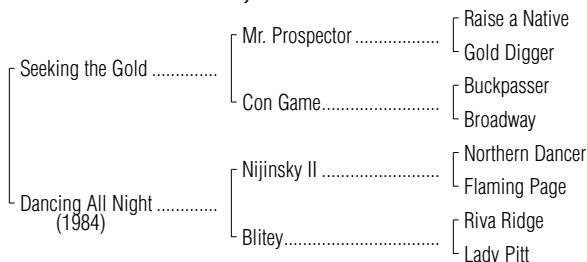 Raise a Native
Mr. Prospector ....................
Gold Digger
Seeking the Gold ..............
Buckpasser
Con Game...............................
Broadway
Northern Dancer
Nijinsky II ............................
Flaming Page
Dancing All Night .............
(1984)
Riva Ridge
Blitey.....................................
Lady Pitt